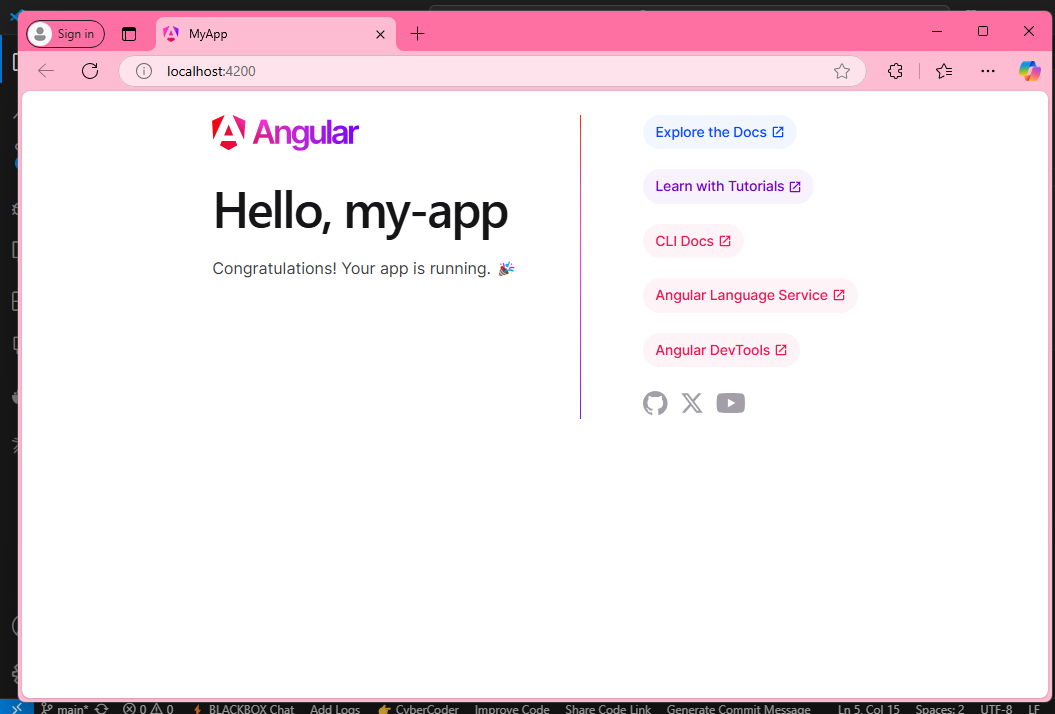 Sign in
MyApp
localhost:4200
Angular
Hello, my-app
Congratulations! Your app is running. 🎉
Explore the Docs
Learn with Tutorials
CLI Docs
Angular Language Service
Angular DevTools
main* 0 0 BLACKBOX Chat Add Logs 👉 CyberCoder Improve Code Share Code Link Generate Commit Message Ln 5, Col 15 Spaces: 2 UTF-8 LF